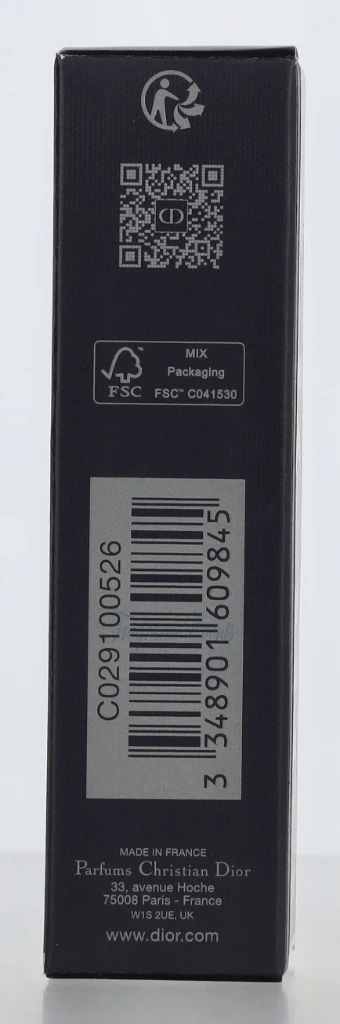 CD
MIX
Packaging
FSC
FSC™ C041530
C029100526
3 348901 609845
MADE IN FRANCE
Parfums Christian Dior
33, avenue Hoche
75008 Paris - France
W1S 2UE, UK
www.dior.com